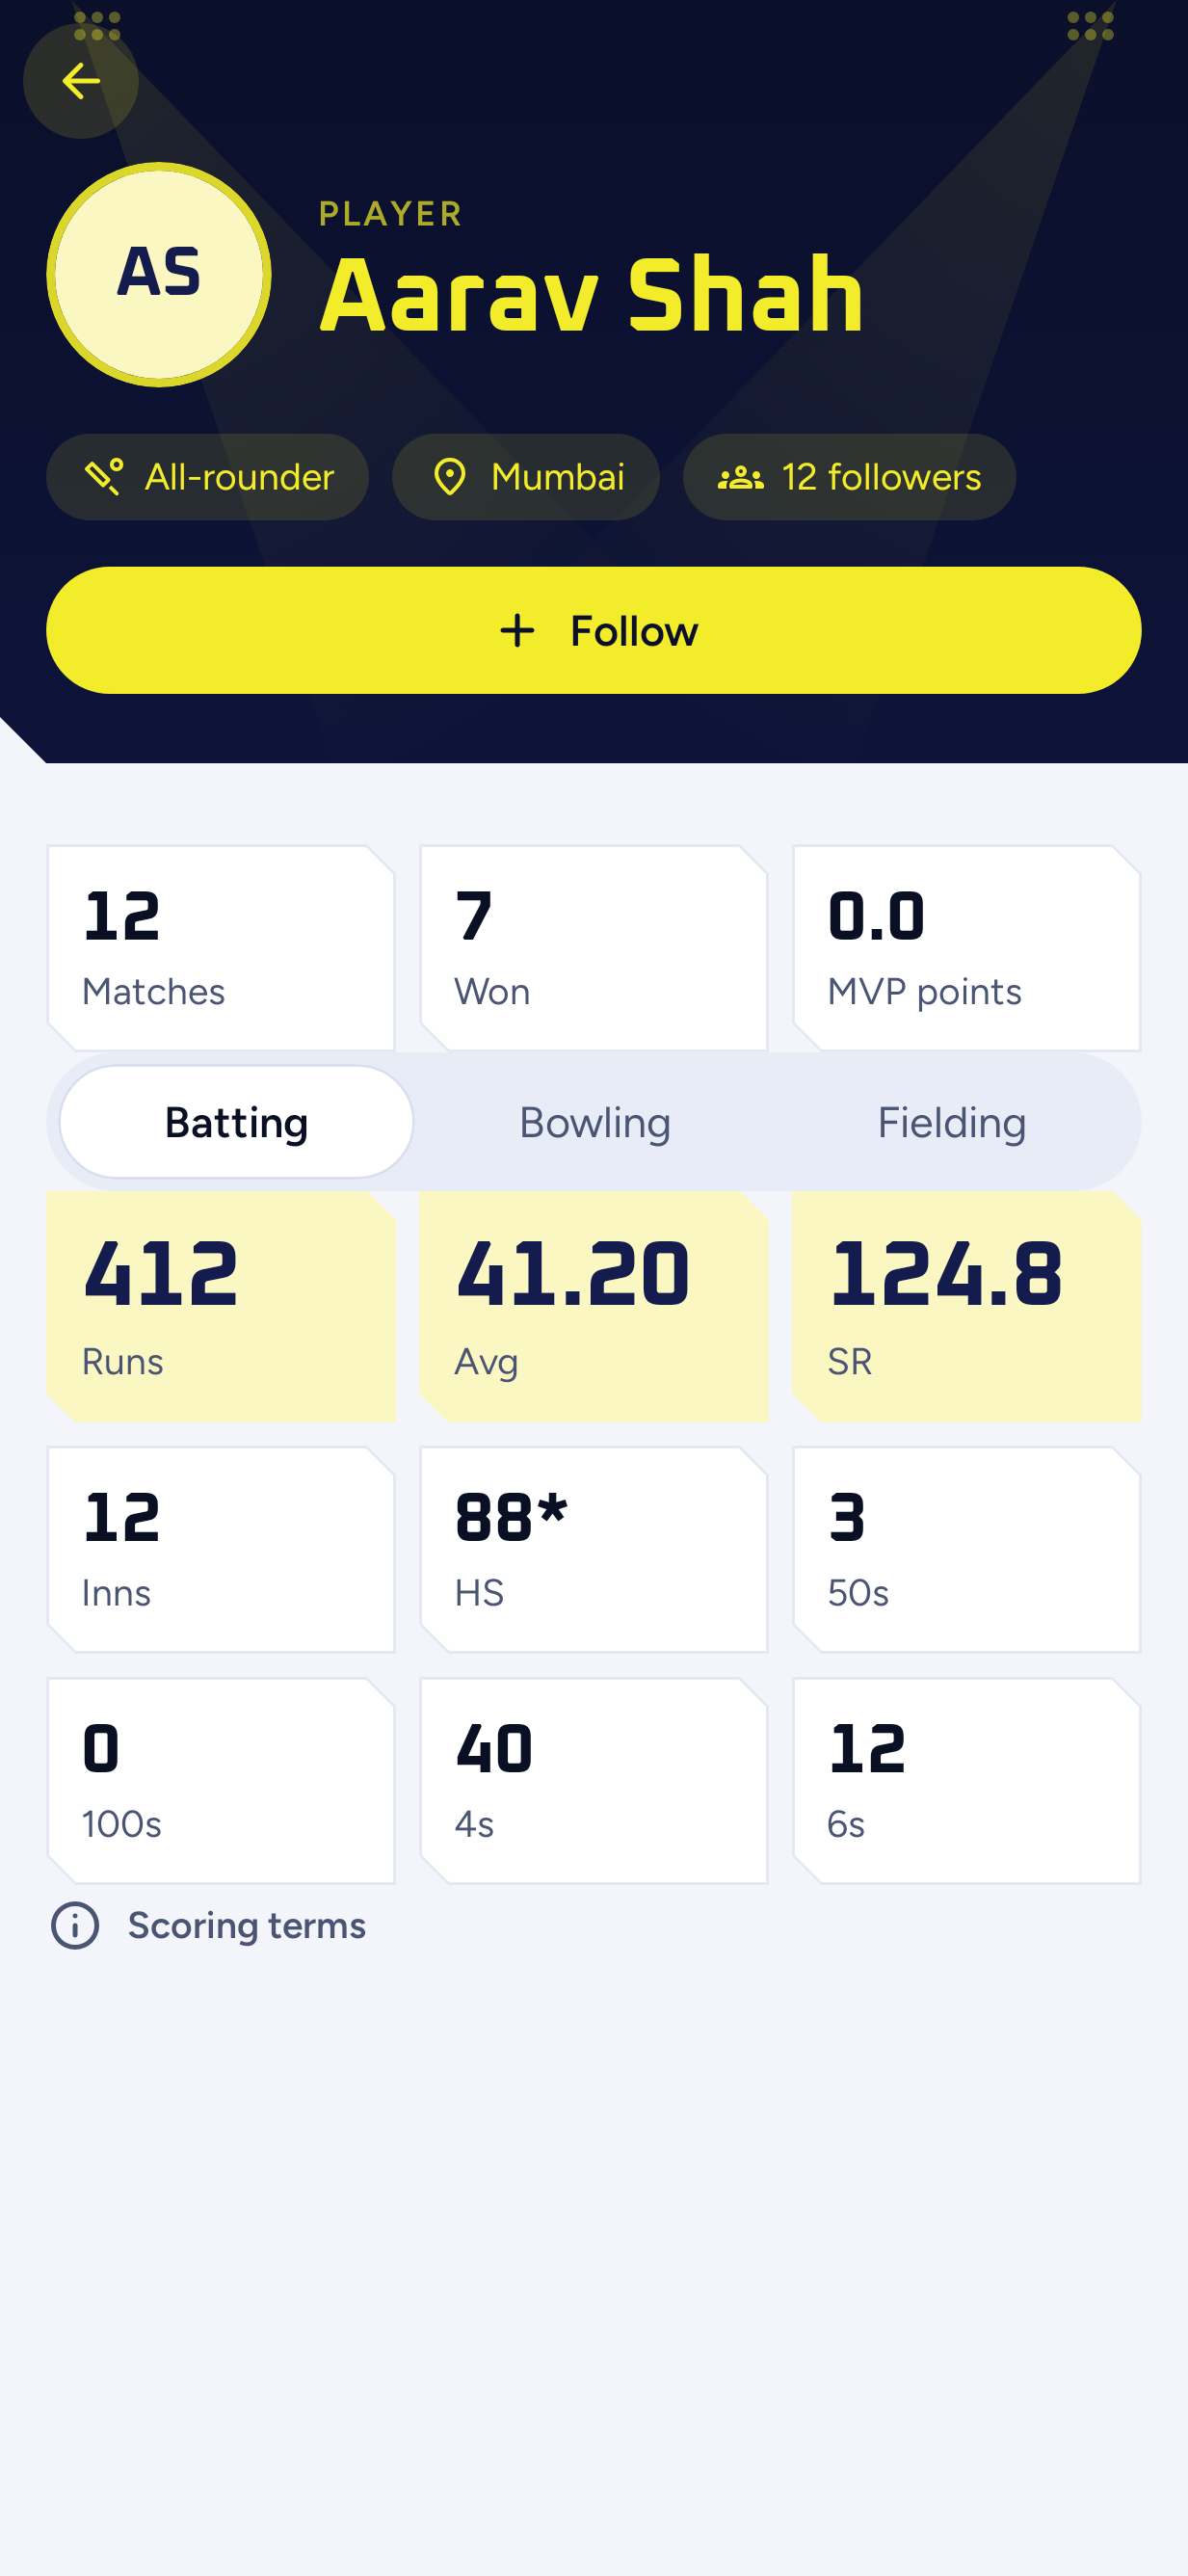 PLAYER
AS
Aarav Shah
All-rounder Mumbai 12 followers
Follow
12 7 0.0
Matches Won MVP points
Batting Bowling Fielding
412 41.20 124.8
Runs Avg SR
12 88* 3
Inns HS 50s
0 40 12
100s 4s 6s
Scoring terms